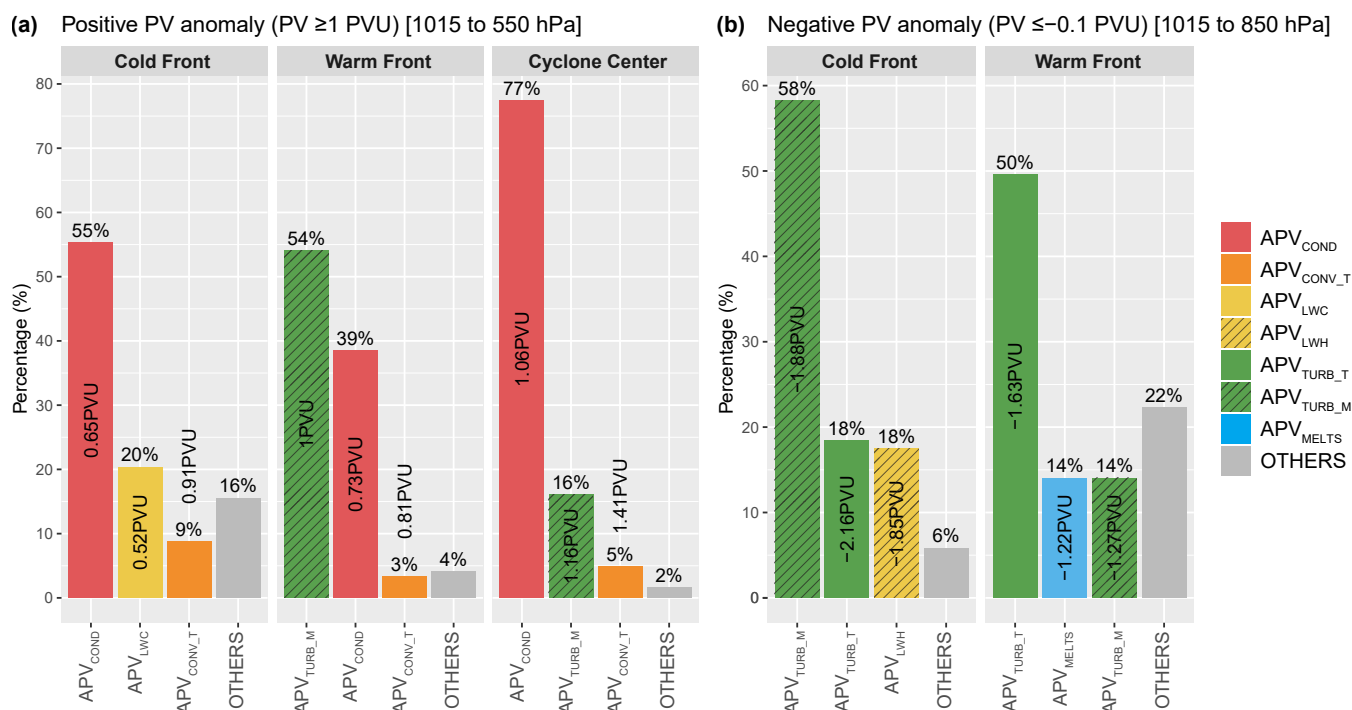 (a) Positive PV anomaly (PV ≥1 PVU) [1015 to 550 hPa]
Cold Front
Warm Front
Cyclone Center
Percentage (%)
80
70
60
50
40
30
20
10
0
55%
0.65PVU
20%
0.52PVU
9%
0.91PVU
16%
54%
1PVU
39%
0.73PVU
3%
0.81PVU
4%
77%
1.06PVU
16%
1.16PVU
5%
1.41PVU
2%
APV_COND
APV_LWC
APV_CONV_T
OTHERS
APV_TURB_M
APV_COND
APV_CONV_T
OTHERS
APV_COND
APV_TURB_M
APV_CONV_T
OTHERS
(b) Negative PV anomaly (PV ≤−0.1 PVU) [1015 to 850 hPa]
Cold Front
Warm Front
Percentage (%)
60
50
40
30
20
10
0
58%
−1.88PVU
18%
−2.16PVU
18%
−1.85PVU
6%
50%
−1.63PVU
14%
−1.22PVU
14%
−1.27PVU
22%
APV_TURB_M
APV_TURB_T
APV_LWH
OTHERS
APV_TURB_T
APV_MELTS
APV_TURB_M
OTHERS
APV_COND
APV_CONV_T
APV_LWC
APV_LWH
APV_TURB_T
APV_TURB_M
APV_MELTS
OTHERS